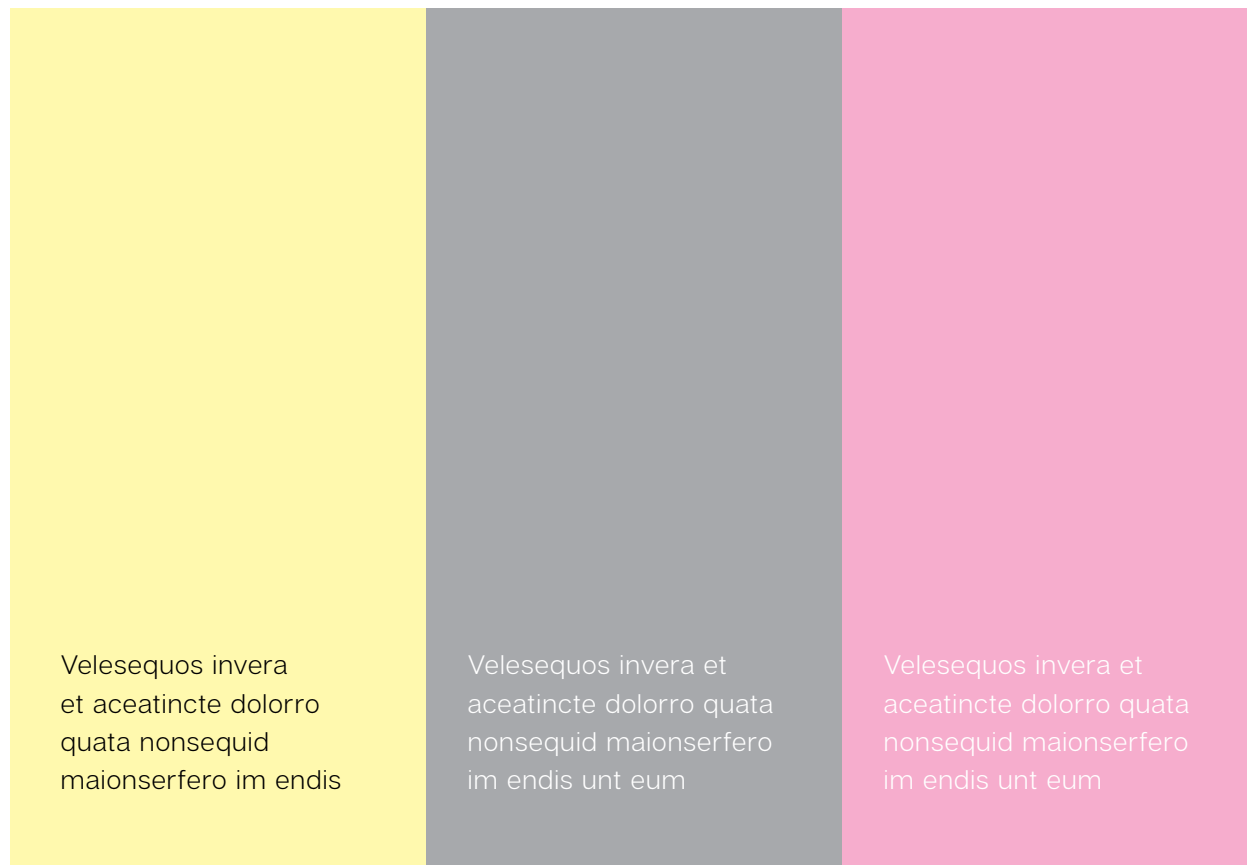 Velesequos invera
et aceatincte dolorro
quata nonsequid
maionserfero im endis
Velesequos invera et
aceatincte dolorro quata
nonsequid maionserfero
im endis unt eum
Velesequos invera et
aceatincte dolorro quata
nonsequid maionserfero
im endis unt eum